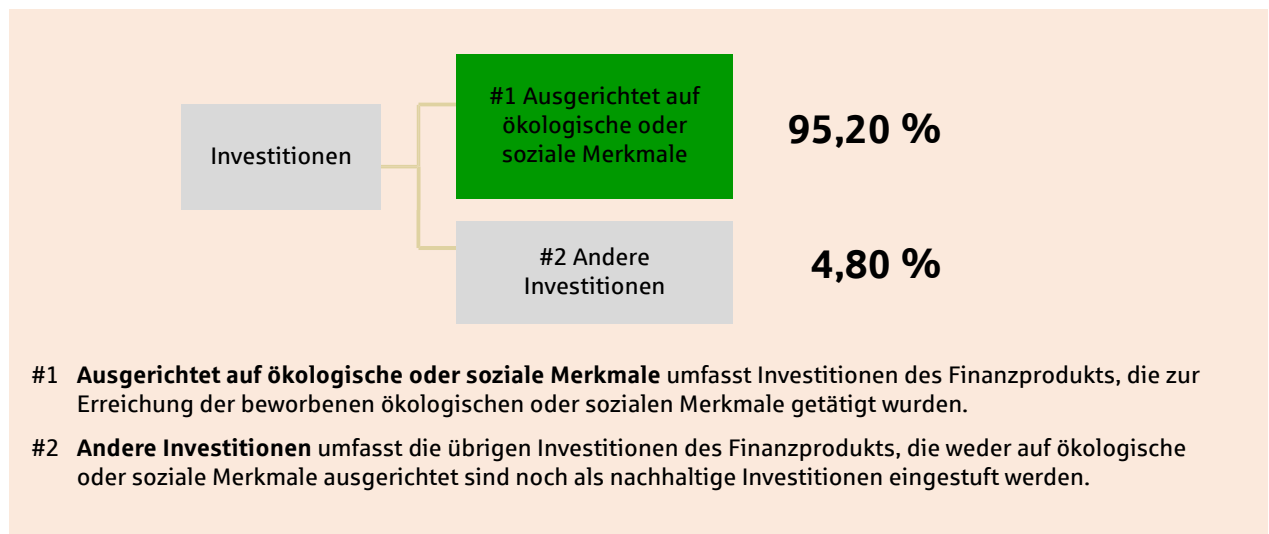 Investitionen
#1 Ausgerichtet auf
ökologische oder
soziale Merkmale
95,20 %
#2 Andere
Investitionen
4,80 %
#1 Ausgerichtet auf ökologische oder soziale Merkmale umfasst Investitionen des Finanzprodukts, die zur
Erreichung der beworbenen ökologischen oder sozialen Merkmale getätigt wurden.
#2 Andere Investitionen umfasst die übrigen Investitionen des Finanzprodukts, die weder auf ökologische
oder soziale Merkmale ausgerichtet sind noch als nachhaltige Investitionen eingestuft werden.